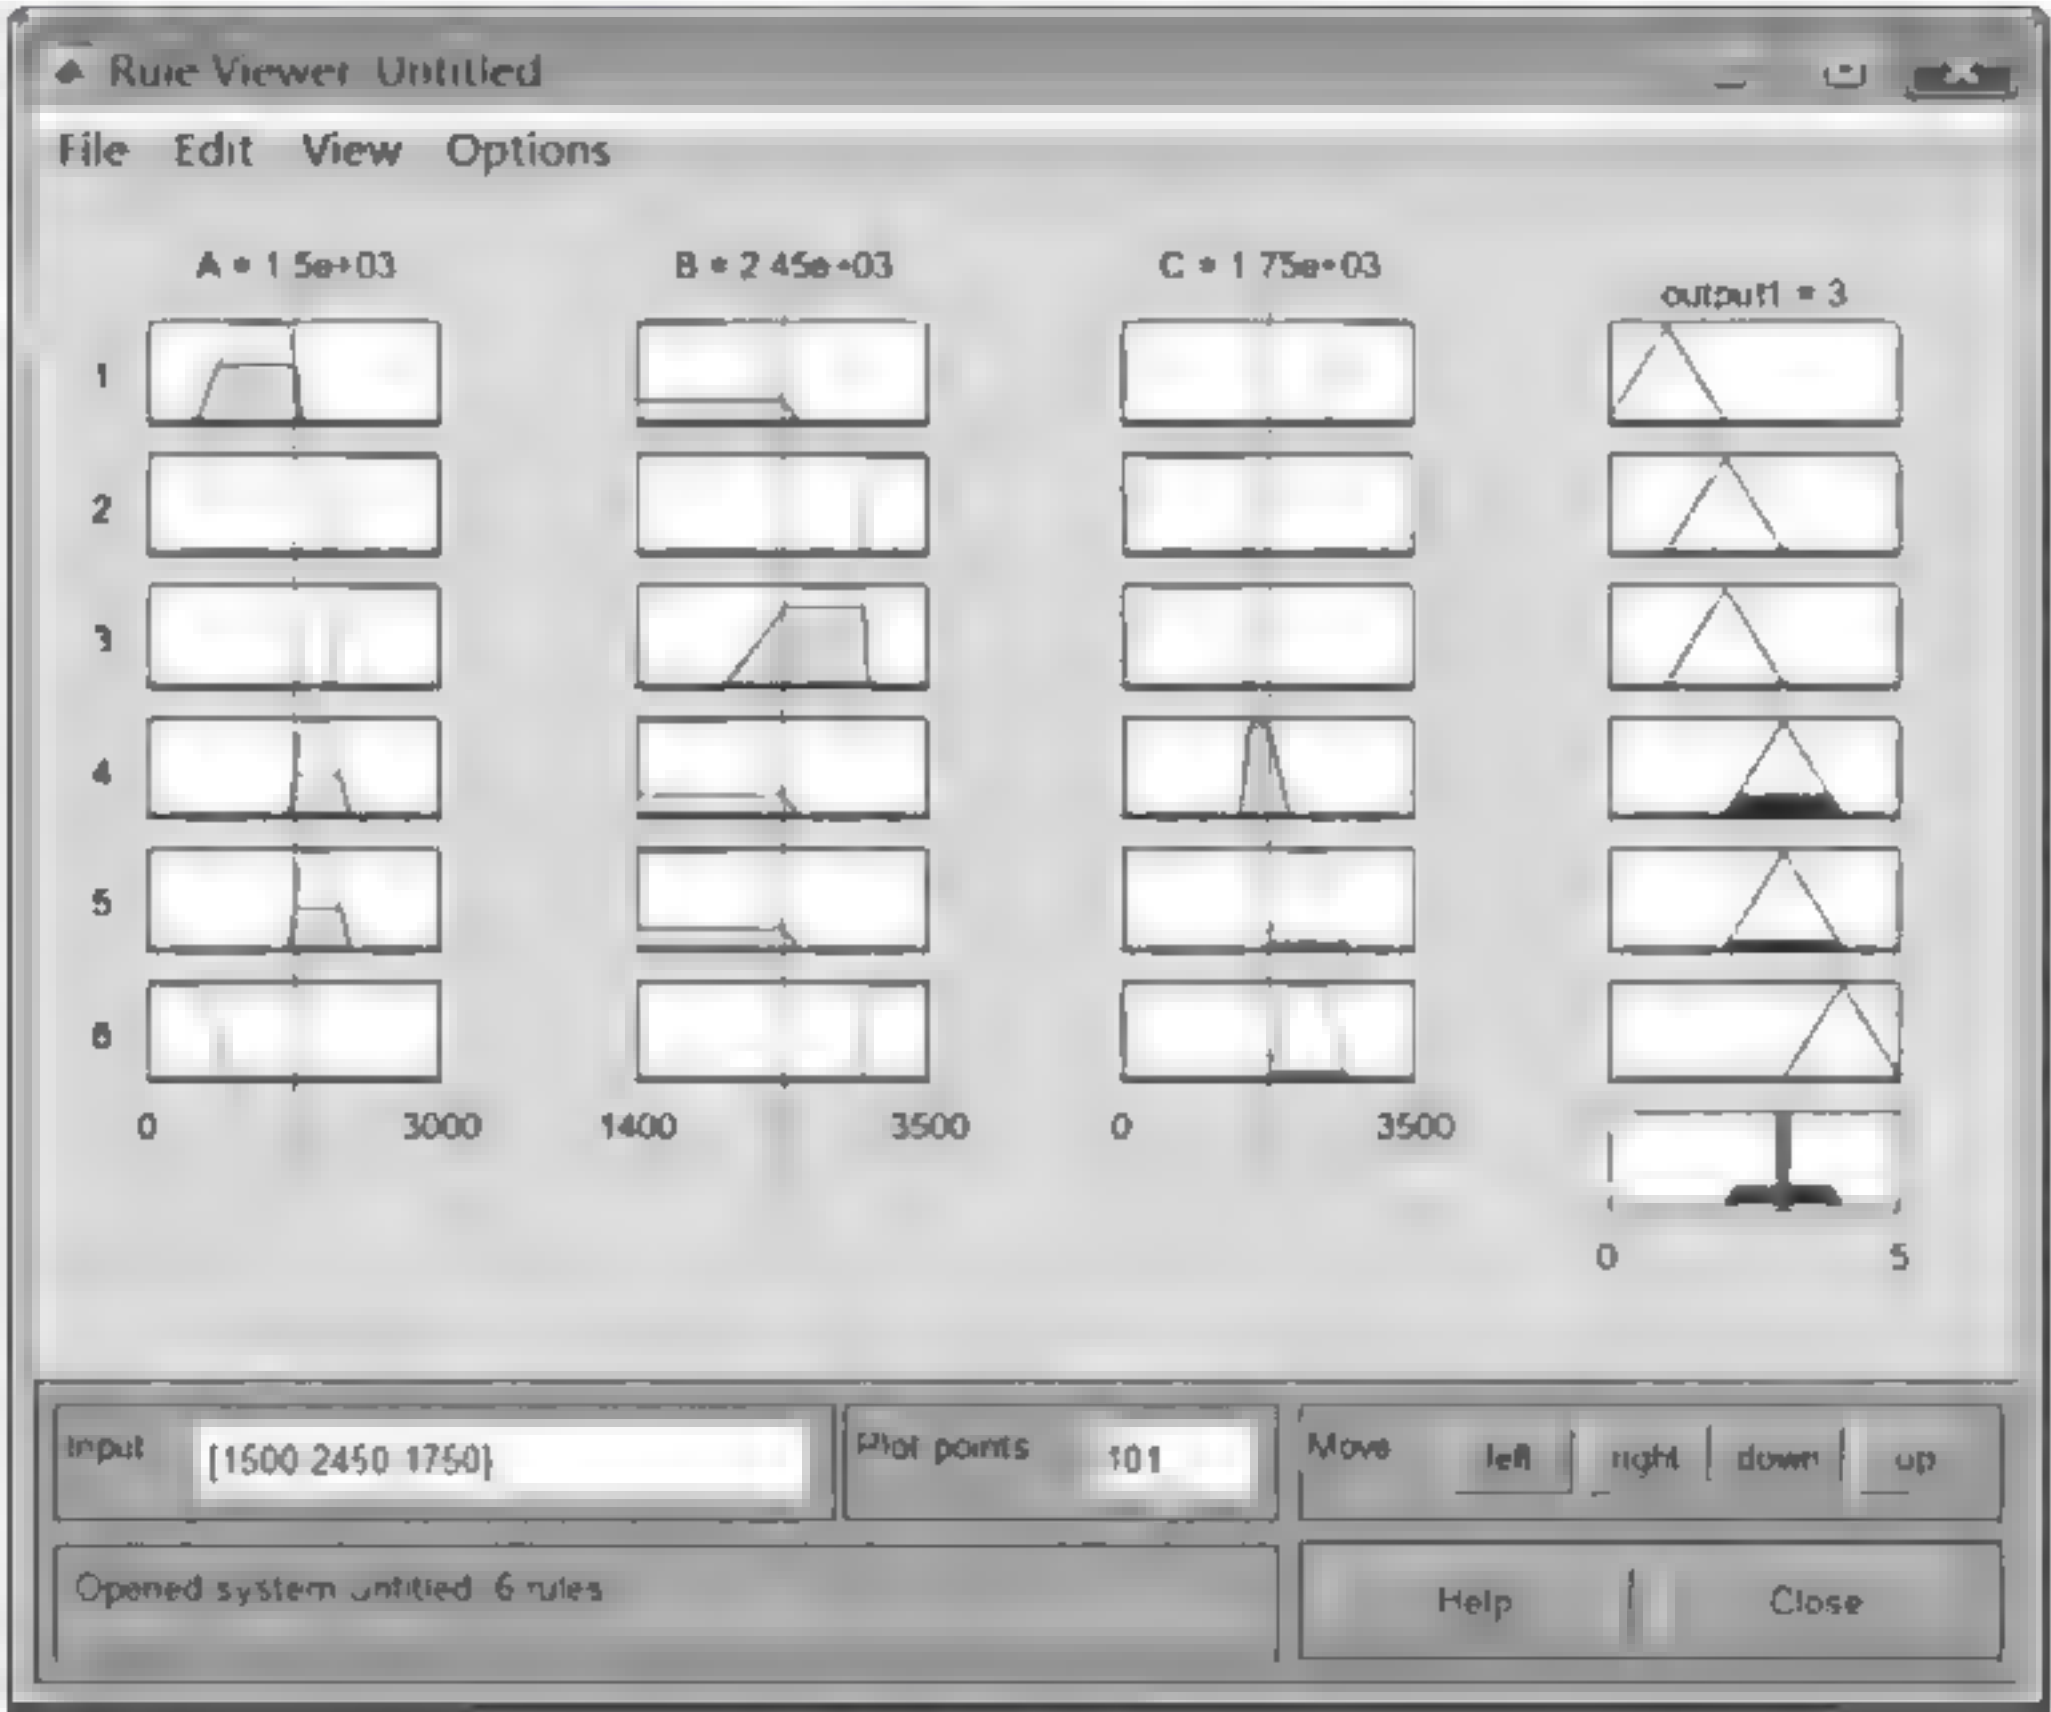 Rule Viewer Untitled
File Edit View Options
A = 1.5e+03
B = 2.45e+03
C = 1.75e+03
output1 = 3
1
2
3
4
5
6
0 3000
1400 3500
0 3500
0 5
Input
[1500 2450 1750]
Plot points
101
Move
left
right
down
up
Opened system Untitled 6 rules
Help
Close